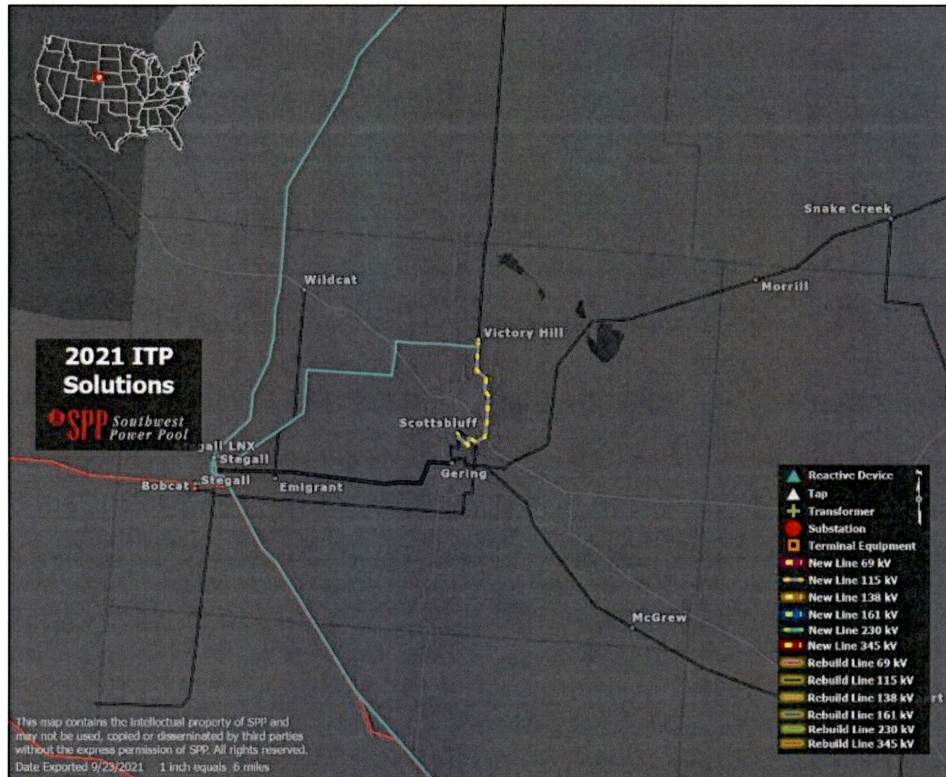 Snake Creek
Wildcat
Morrill
Victory Hill
2021 ITP
Solutions
SPP Southwest
Power Pool
Scottsbluff
LNX
Stegall
Bobcat
Stegall
Emigrant
Gering
McGrew
Reactive Device
Tap
Transformer
Substation
Terminal Equipment
New Line 69 kV
New Line 115 kV
New Line 138 kV
New Line 161 kV
New Line 230 kV
New Line 345 kV
Rebuild Line 69 kV
Rebuild Line 115 kV
Rebuild Line 138 kV
Rebuild Line 161 kV
Rebuild Line 230 kV
Rebuild Line 345 kV
This map contains the intellectual property of SPP and
may not be used, copied or disseminated by third parties
without the express permission of SPP. All rights reserved.
Date Exported 9/23/2021 1 inch equals 6 miles